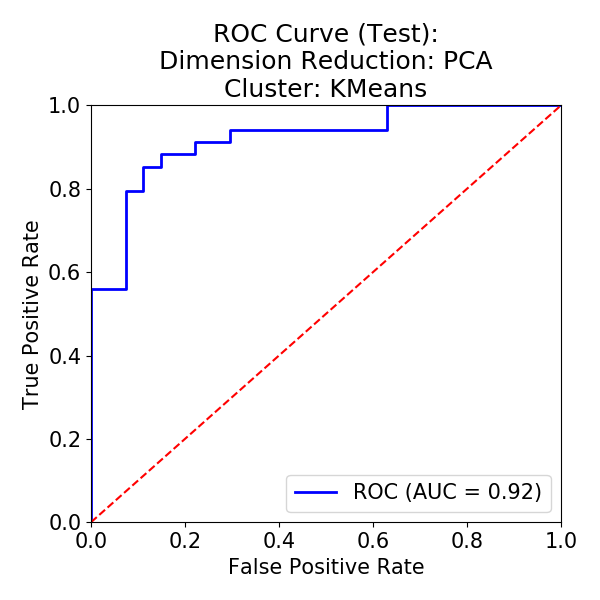 ROC Curve (Test):
Dimension Reduction: PCA
Cluster: KMeans
1.0
0.8
0.6
0.4
0.2
0.0
True Positive Rate
ROC (AUC = 0.92)
0.0 0.2 0.4 0.6 0.8 1.0
False Positive Rate